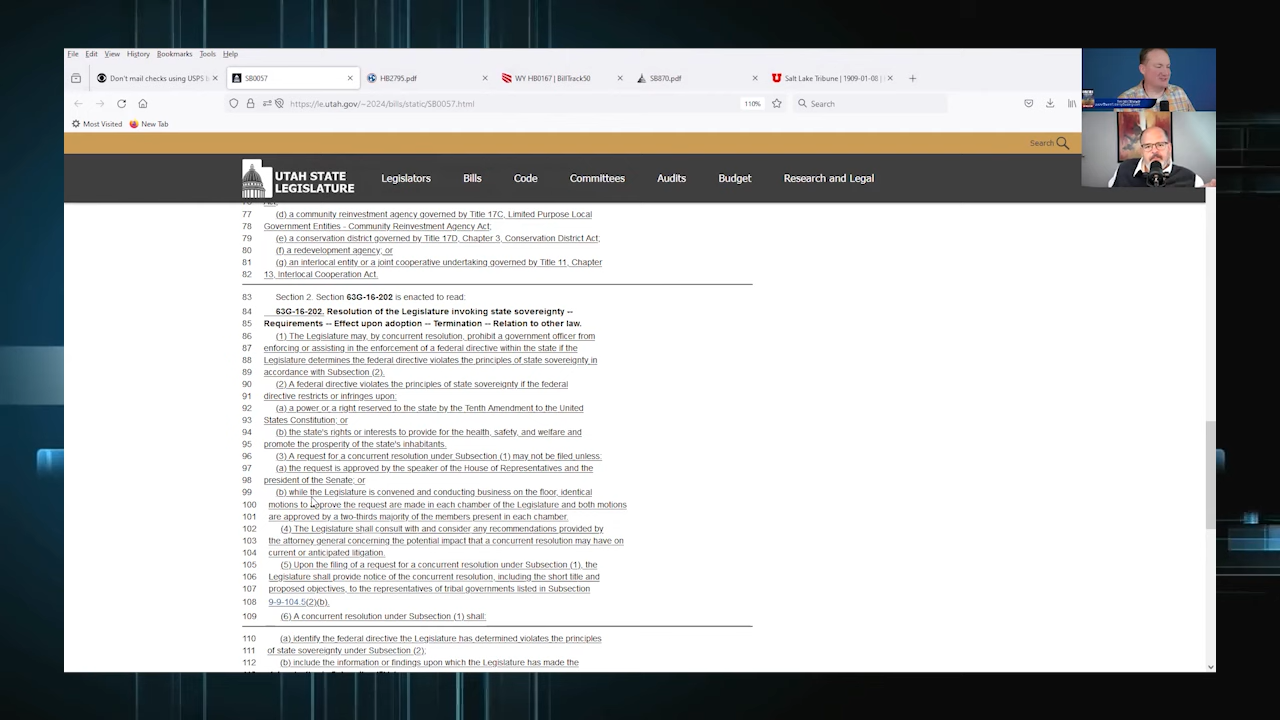 File Edit View History Bookmarks Tools Help
Don't mail checks using USPS
SB0057
HB2795.pdf
WY HB0167 | BillTrack50
SB870.pdf
Salt Lake Tribune | 1909-01-08 |
https://le.utah.gov/~2024/bills/static/SB0057.html
110%
Search
Most Visited
New Tab
Search
UTAH STATE
LEGISLATURE
Legislators
Bills
Code
Committees
Audits
Budget
Research and Legal
76 Act;
77 (d) a community reinvestment agency governed by Title 17C, Limited Purpose Local
78 Government Entities - Community Reinvestment Agency Act;
79 (e) a conservation district governed by Title 17D, Chapter 3, Conservation District Act;
80 (f) a redevelopment agency; or
81 (g) an interlocal entity or a joint cooperative undertaking governed by Title 11, Chapter
82 13, Interlocal Cooperation Act.
83 Section 2. Section 63G-16-202 is enacted to read:
84 63G-16-202. Resolution of the Legislature invoking state sovereignty --
85 Requirements -- Effect upon adoption -- Termination -- Relation to other law.
86 (1) The Legislature may, by concurrent resolution, prohibit a government officer from
87 enforcing or assisting in the enforcement of a federal directive within the state if the
88 Legislature determines the federal directive violates the principles of state sovereignty in
89 accordance with Subsection (2).
90 (2) A federal directive violates the principles of state sovereignty if the federal
91 directive restricts or infringes upon:
92 (a) a power or a right reserved to the state by the Tenth Amendment to the United
93 States Constitution; or
94 (b) the state's rights or interests to provide for the health, safety, and welfare and
95 promote the prosperity of the state's inhabitants.
96 (3) A request for a concurrent resolution under Subsection (1) may not be filed unless:
97 (a) the request is approved by the speaker of the House of Representatives and the
98 president of the Senate; or
99 (b) while the Legislature is convened and conducting business on the floor, identical
100 motions to approve the request are made in each chamber of the Legislature and both motions
101 are approved by a two-thirds majority of the members present in each chamber.
102 (4) The Legislature shall consult with and consider any recommendations provided by
103 the attorney general concerning the potential impact that a concurrent resolution may have on
104 current or anticipated litigation.
105 (5) Upon the filing of a request for a concurrent resolution under Subsection (1), the
106 Legislature shall provide notice of the concurrent resolution, including the short title and
107 proposed objectives, to the representatives of tribal governments listed in Subsection
108 9-9-104.5(2)(b).
109 (6) A concurrent resolution under Subsection (1) shall:
110 (a) identify the federal directive the Legislature has determined violates the principles
111 of state sovereignty under Subsection (2);
112 (b) include the information or findings upon which the Legislature has made the